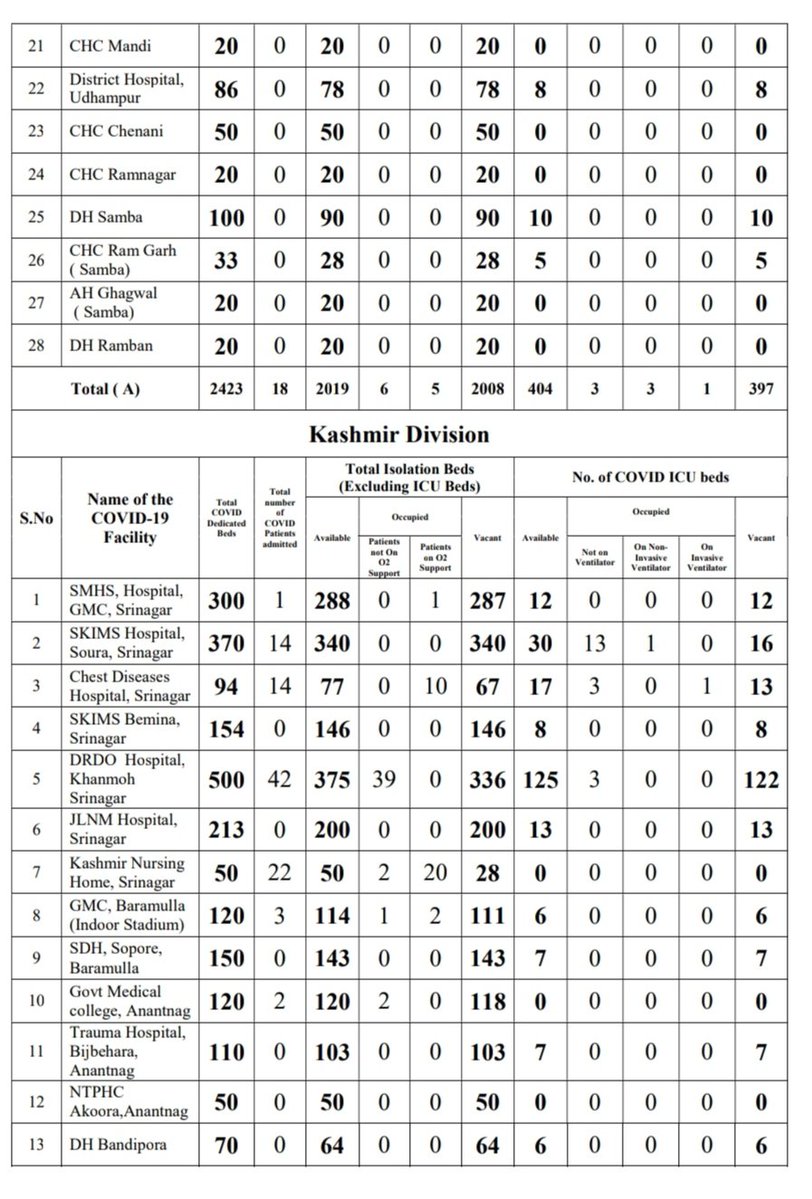 21 CHC Mandi 20 0 20 0 0 20 0 0 0 0 0
22 District Hospital, Udhampur 86 0 78 0 0 78 8 0 0 0 8
23 CHC Chenani 50 0 50 0 0 50 0 0 0 0 0
24 CHC Ramnagar 20 0 20 0 0 20 0 0 0 0 0
25 DH Samba 100 0 90 0 0 90 10 0 0 0 10
26 CHC Ram Garh ( Samba) 33 0 28 0 0 28 5 0 0 0 5
27 AH Ghagwal ( Samba) 20 0 20 0 0 20 0 0 0 0 0
28 DH Ramban 20 0 20 0 0 20 0 0 0 0 0
Total ( A) 2423 18 2019 6 5 2008 404 3 3 1 397
Kashmir Division
S.No
Name of the
COVID-19
Facility
Total
COVID
Dedicated
Beds
Total
number
of
COVID
Patients
admitted
Total Isolation Beds
(Excluding ICU Beds)
No. of COVID ICU beds
Available
Occupied
Patients
not On
O2
Support
Patients
on O2
Support
Vacant
Available
Occupied
Not on
Ventilator
On Non-
Invasive
Ventilator
On
Invasive
Ventilator
Vacant
1 SMHS, Hospital, GMC, Srinagar 300 1 288 0 1 287 12 0 0 0 12
2 SKIMS Hospital, Soura, Srinagar 370 14 340 0 0 340 30 13 1 0 16
3 Chest Diseases Hospital, Srinagar 94 14 77 0 10 67 17 3 0 1 13
4 SKIMS Bemina, Srinagar 154 0 146 0 0 146 8 0 0 0 8
5 DRDO Hospital, Khanmoh Srinagar 500 42 375 39 0 336 125 3 0 0 122
6 JLNM Hospital, Srinagar 213 0 200 0 0 200 13 0 0 0 13
7 Kashmir Nursing Home, Srinagar 50 22 50 2 20 28 0 0 0 0 0
8 GMC, Baramulla (Indoor Stadium) 120 3 114 1 2 111 6 0 0 0 6
9 SDH, Sopore, Baramulla 150 0 143 0 0 143 7 0 0 0 7
10 Govt Medical college, Anantnag 120 2 120 2 0 118 0 0 0 0 0
11 Trauma Hospital, Bijbehara, Anantnag 110 0 103 0 0 103 7 0 0 0 7
12 NTPHC Akoora,Anantnag 50 0 50 0 0 50 0 0 0 0 0
13 DH Bandipora 70 0 64 0 0 64 6 0 0 0 6